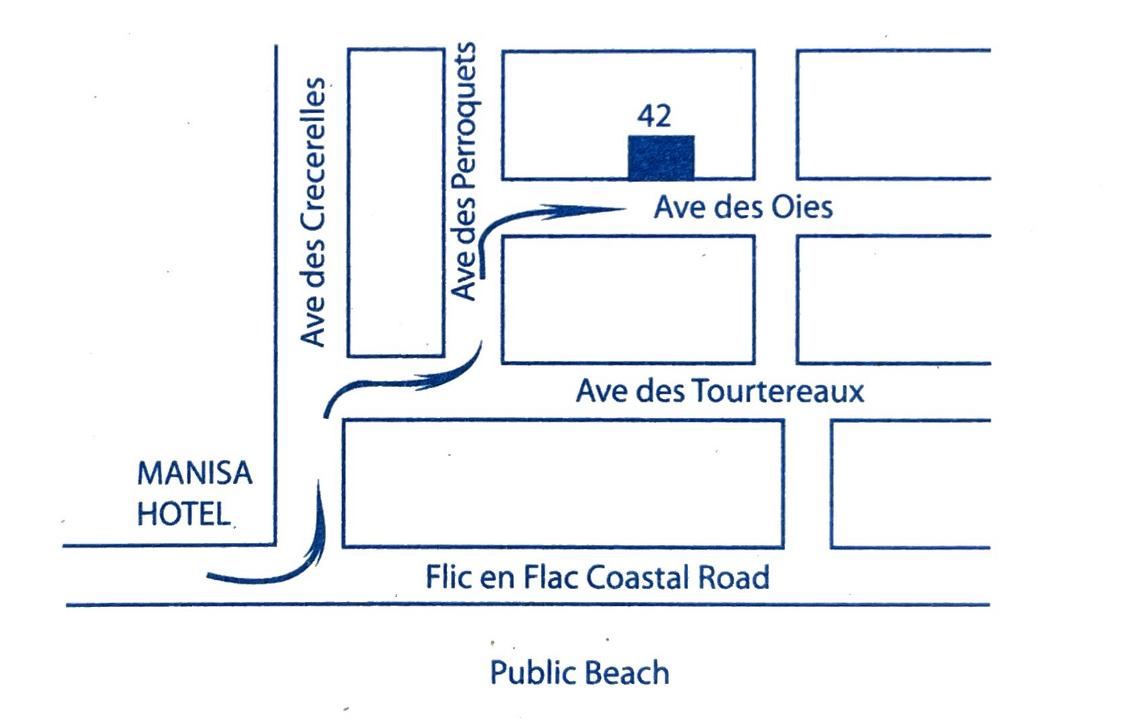 Ave des Crecerelles
Ave des Perroquets
42
Ave des Oies
Ave des Tourtereaux
MANISA
HOTEL
Flic en Flac Coastal Road
Public Beach